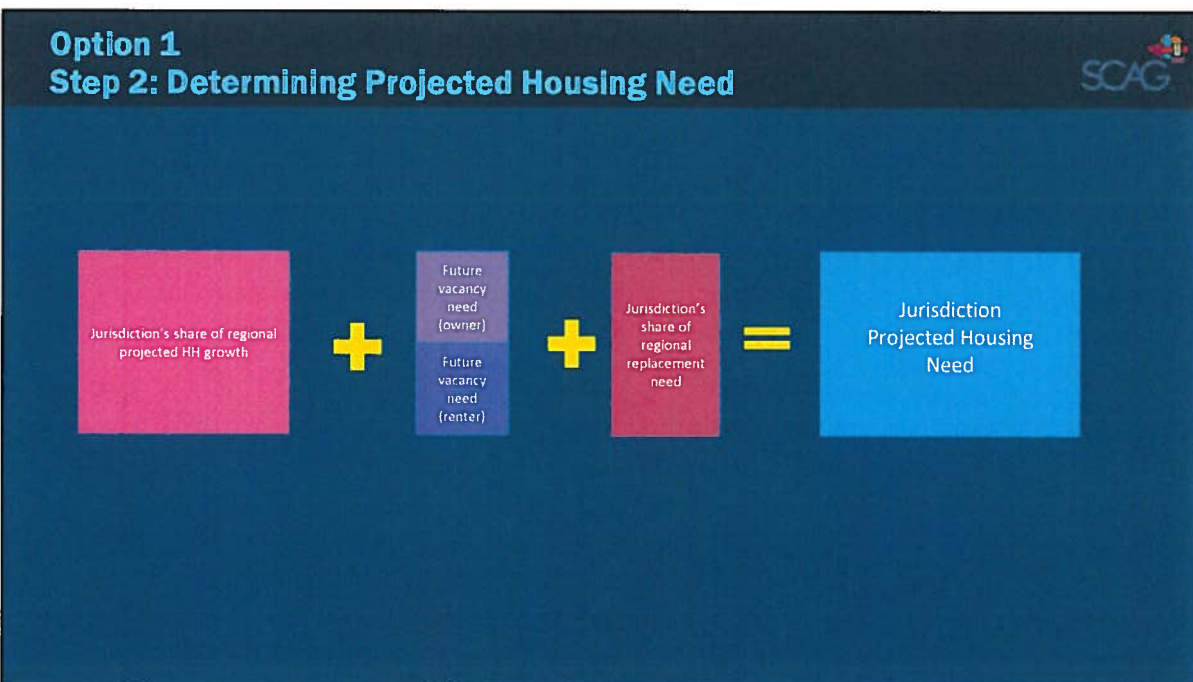 Option 1
Step 2: Determining Projected Housing Need
SCAG
Jurisdiction's share of regional
projected HH growth
+
Future
vacancy
need
(owner)
Future
vacancy
need
(renter)
+
Jurisdiction's
share of
regional
replacement
need
=
Jurisdiction
Projected Housing
Need